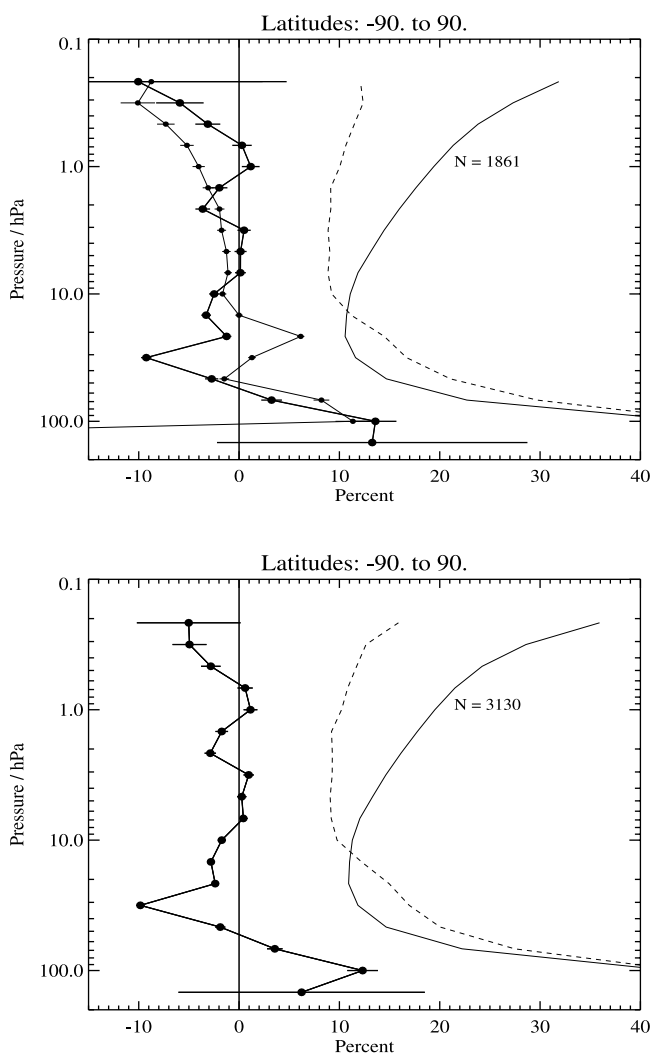 Latitudes: -90. to 90.
0.1
1.0
10.0
100.0
Pressure / hPa
N = 1861
-10 0 10 20 30 40
Percent
Latitudes: -90. to 90.
0.1
1.0
10.0
100.0
Pressure / hPa
N = 3130
-10 0 10 20 30 40
Percent